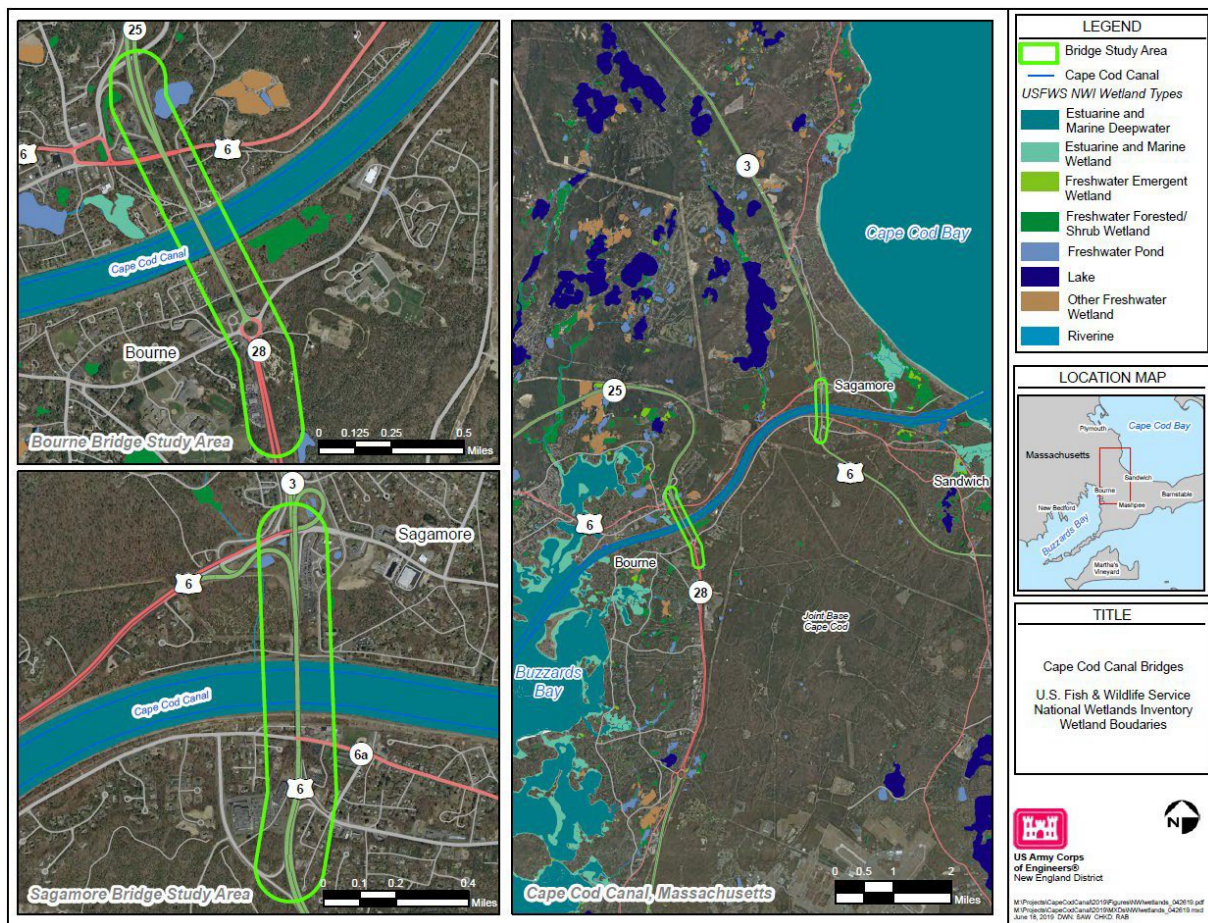 25
6
6
Cape Cod Canal
Bourne
28
Bourne Bridge Study Area
0 0.125 0.25 0.5
Miles
3
Sagamore
6
Cape Cod Canal
6a
6
Sagamore Bridge Study Area
0 0.1 0.2 0.4
Miles
3
Cape Cod Bay
25
Sagamore
6
Sandwich
6
Bourne
28
Joint Base
Cape Cod
Buzzards
Bay
Cape Cod Canal, Massachusetts
0 0.5 1 2
Miles
LEGEND
Bridge Study Area
Cape Cod Canal
USFWS NWI Wetland Types
Estuarine and
Marine Deepwater
Estuarine and Marine
Wetland
Freshwater Emergent
Wetland
Freshwater Forested/
Shrub Wetland
Freshwater Pond
Lake
Other Freshwater
Wetland
Riverine
LOCATION MAP
Plymouth
Cape Cod Bay
Massachusetts
Sandwich
Bourne
Barnstable
New Bedford
Mashpee
Buzzards Bay
Martha's
Vineyard
TITLE
Cape Cod Canal Bridges
U.S. Fish & Wildlife Service
National Wetlands Inventory
Wetland Boudaries
N
US Army Corps
of Engineers®
New England District
June 18, 2019 DWN: SAW CHKD: RAB